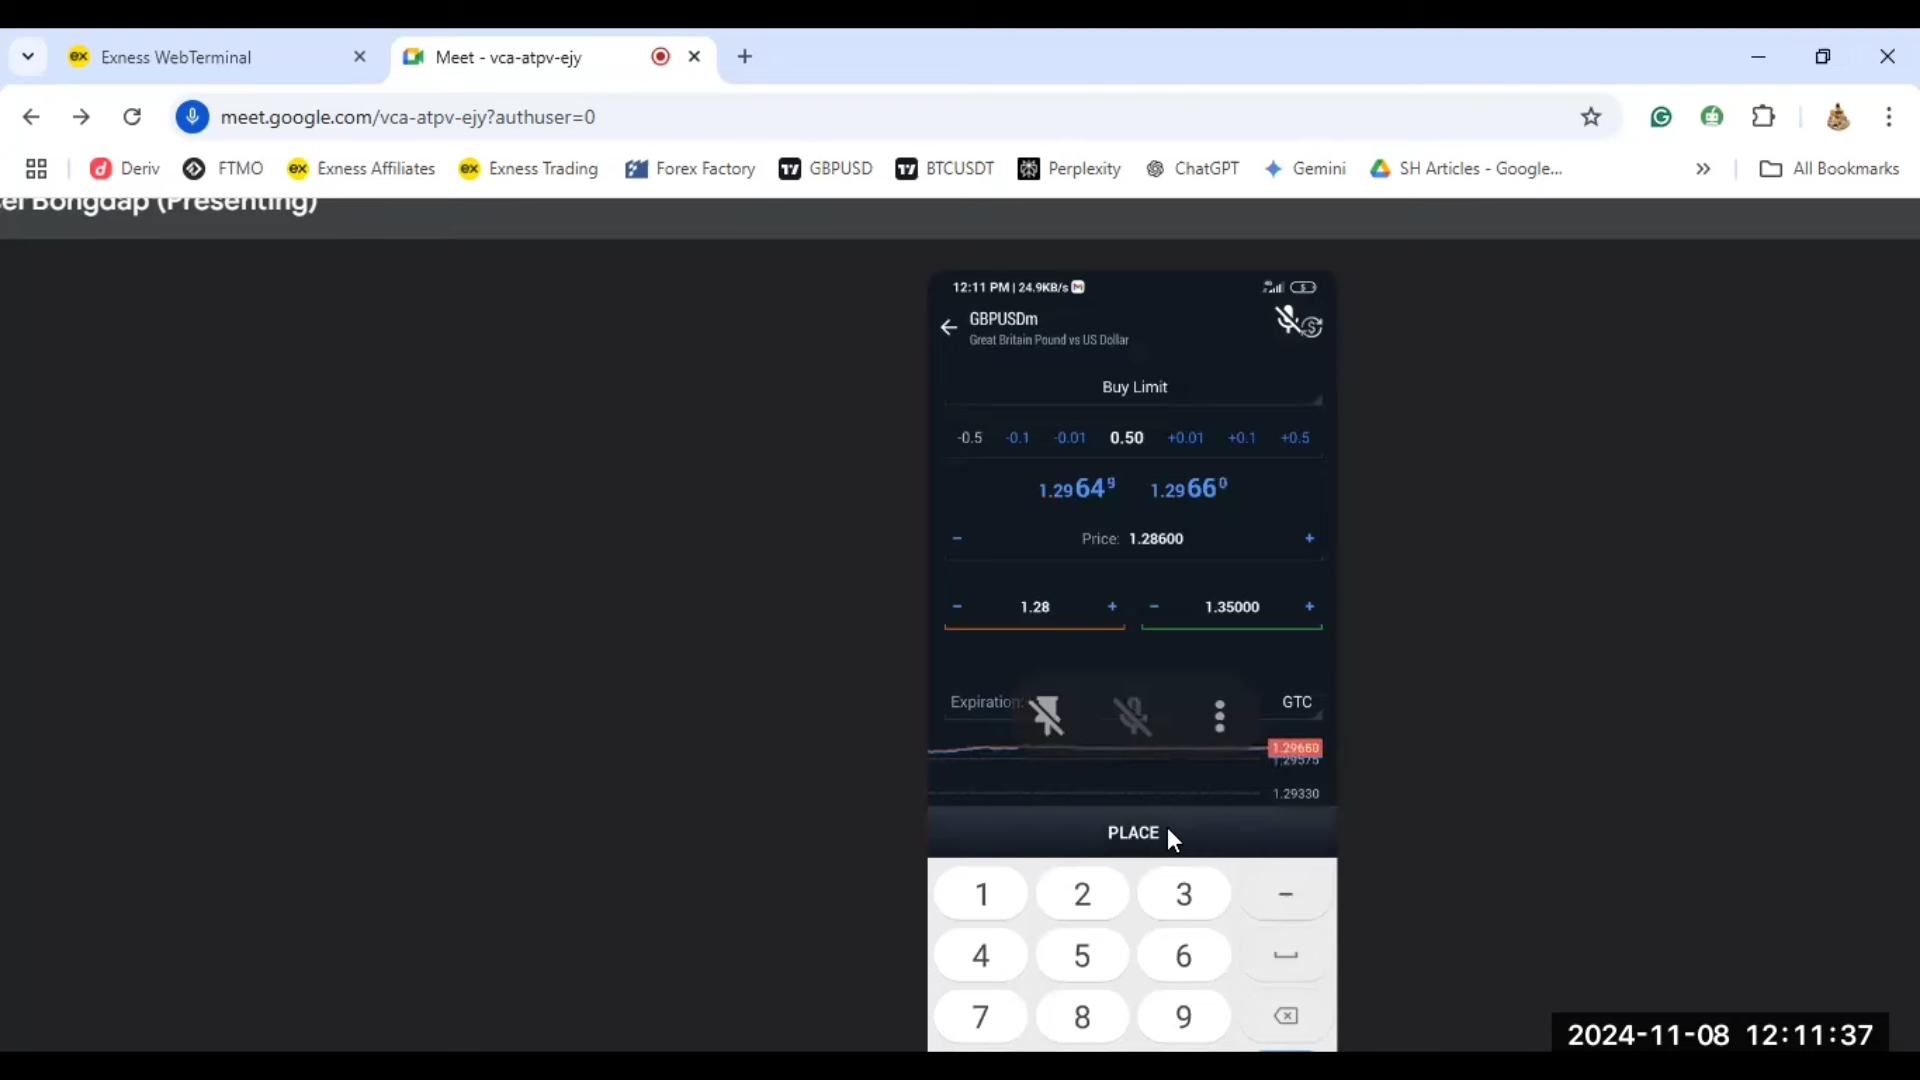 Exness WebTerminal
Meet - vca-atpv-ejy
meet.google.com/vca-atpv-ejy?authuser=0
Deriv FTMO Exness Affiliates Exness Trading Forex Factory GBPUSD BTCUSDT Perplexity ChatGPT Gemini SH Articles - Google... All Bookmarks
Bongdap (Presenting)
12:11 PM | 24.9KB/s
GBPUSDm
Great Britain Pound vs US Dollar
Buy Limit
-0.5 -0.1 -0.01 0.50 +0.01 +0.1 +0.5
1.29649 1.29660
- Price: 1.28600 +
- 1.28 + - 1.35000 +
Expiration: GTC
1.29660
1.29575
1.29330
PLACE
1 2 3 -
4 5 6
7 8 9
2024-11-08 12:11:37